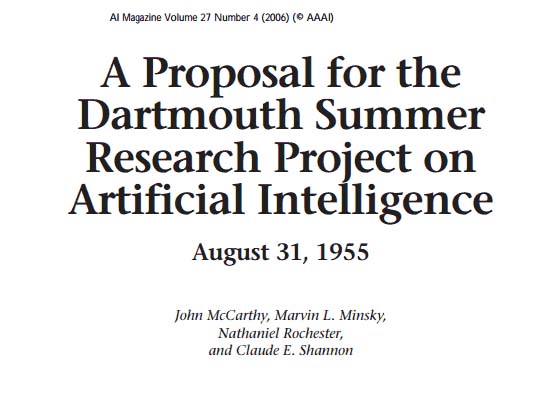 AI Magazine Volume 27 Number 4 (2006) (© AAAI)
A Proposal for the
Dartmouth Summer
Research Project on
Artificial Intelligence
August 31, 1955
John McCarthy, Marvin L. Minsky,
Nathaniel Rochester,
and Claude E. Shannon